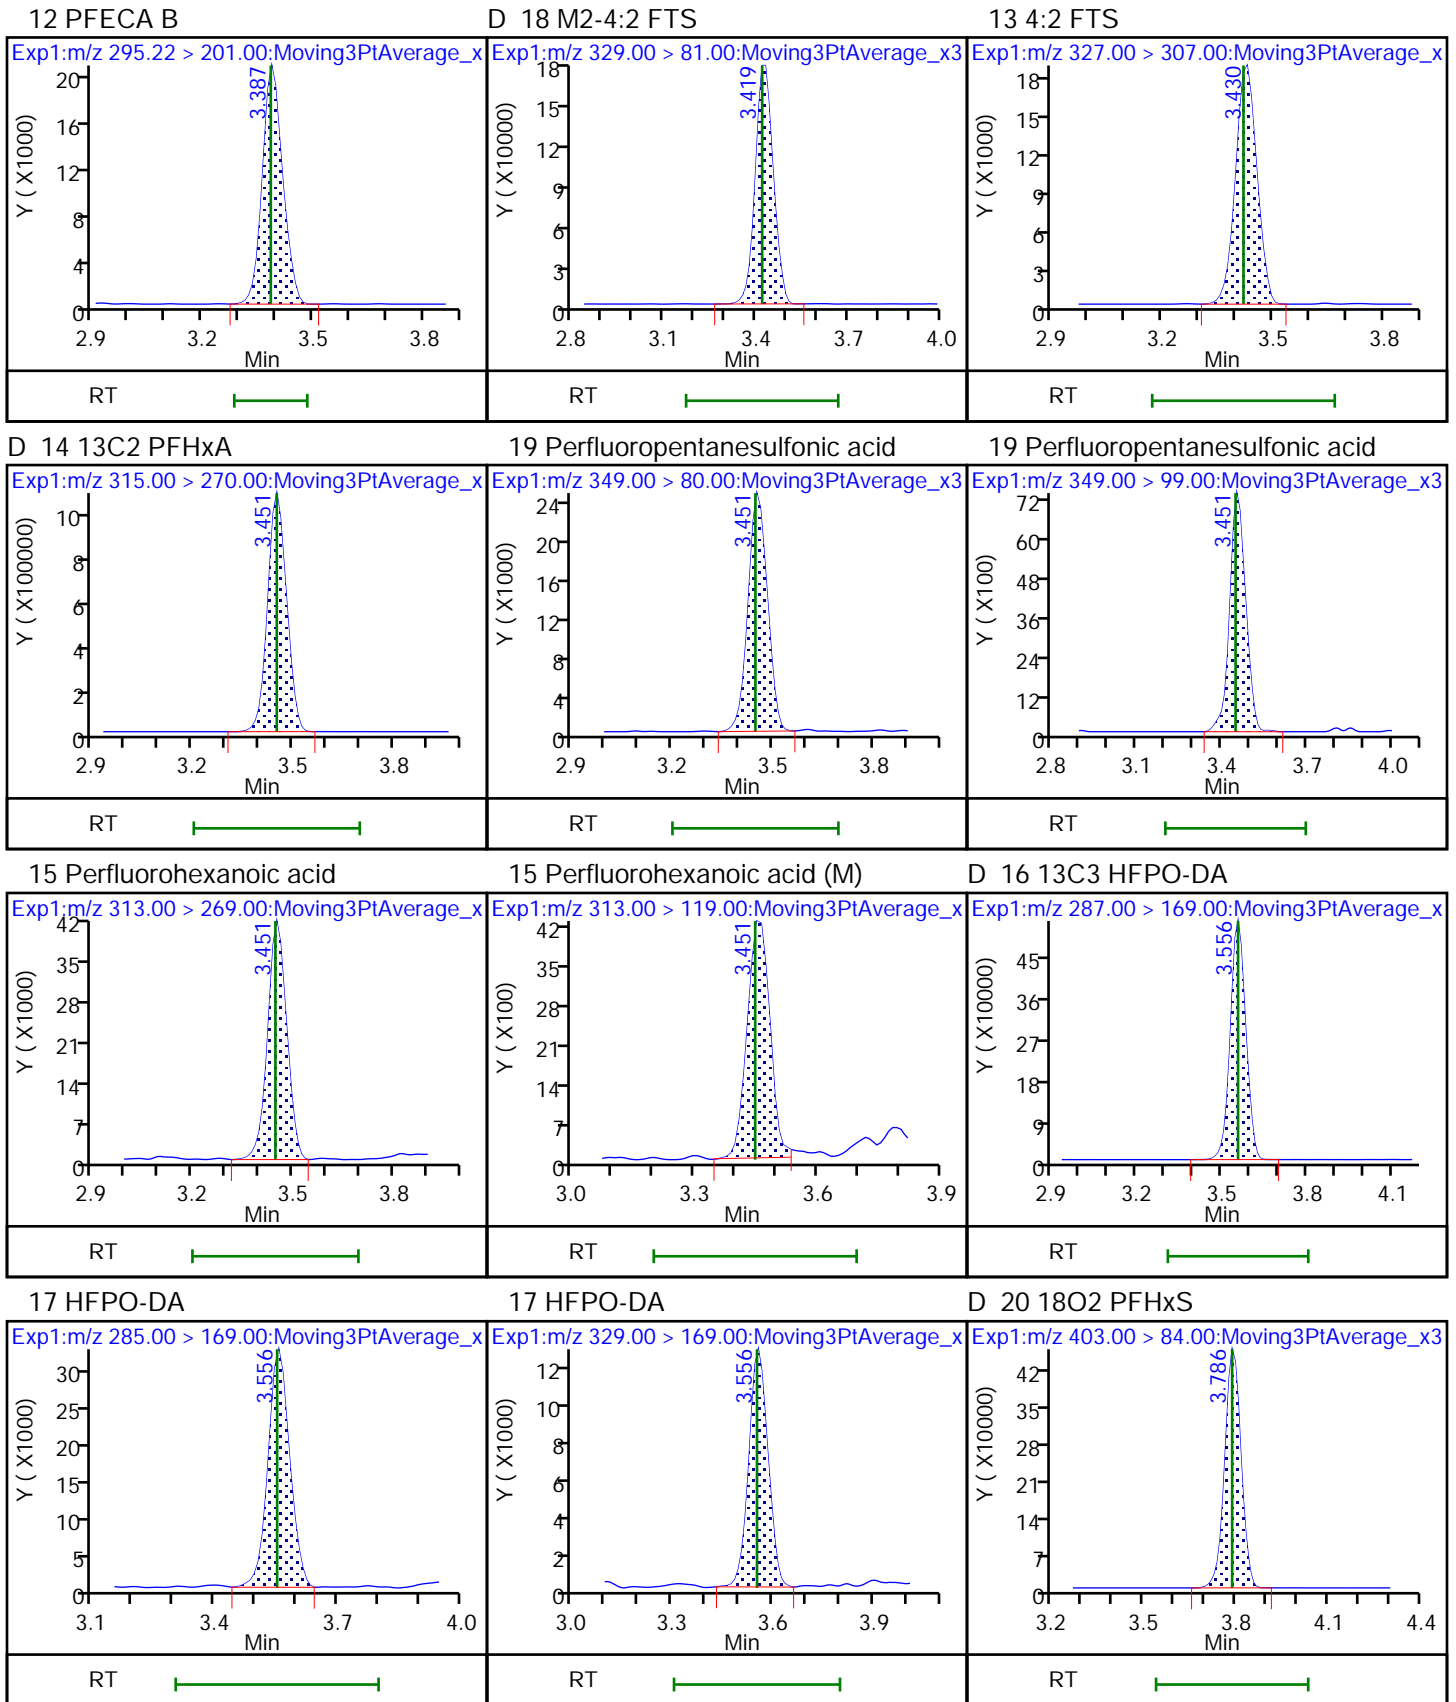 12 PFECA B
Exp1:m/z 295.22 > 201.00:Moving3PtAverage_x
Y ( X1000)
20
16
12
8
4
0
3.387
2.9 3.2 3.5 3.8
Min
RT
D 18 M2-4:2 FTS
Exp1:m/z 329.00 > 81.00:Moving3PtAverage_x3
Y ( X10000)
18
15
12
9
6
3
0
3.419
2.8 3.1 3.4 3.7 4.0
Min
RT
13 4:2 FTS
Exp1:m/z 327.00 > 307.00:Moving3PtAverage_x
Y ( X1000)
18
15
12
9
6
3
0
3.430
2.9 3.2 3.5 3.8
Min
RT
D 14 13C2 PFHxA
Exp1:m/z 315.00 > 270.00:Moving3PtAverage_x
Y ( X100000)
10
8
6
4
2
0
3.451
2.9 3.2 3.5 3.8
Min
RT
19 Perfluoropentanesulfonic acid
Exp1:m/z 349.00 > 80.00:Moving3PtAverage_x3
Y ( X1000)
24
20
16
12
8
4
0
3.451
2.9 3.2 3.5 3.8
Min
RT
19 Perfluoropentanesulfonic acid
Exp1:m/z 349.00 > 99.00:Moving3PtAverage_x3
Y ( X100)
72
60
48
36
24
12
0
3.451
2.8 3.1 3.4 3.7 4.0
Min
RT
15 Perfluorohexanoic acid
Exp1:m/z 313.00 > 269.00:Moving3PtAverage_x
Y ( X1000)
42
35
28
21
14
7
0
3.451
2.9 3.2 3.5 3.8
Min
RT
15 Perfluorohexanoic acid (M)
Exp1:m/z 313.00 > 119.00:Moving3PtAverage_x
Y ( X100)
42
35
28
21
14
7
0
3.451
3.0 3.3 3.6 3.9
Min
RT
D 16 13C3 HFPO-DA
Exp1:m/z 287.00 > 169.00:Moving3PtAverage_x
Y ( X10000)
45
36
27
18
9
0
3.556
2.9 3.2 3.5 3.8 4.1
Min
RT
17 HFPO-DA
Exp1:m/z 285.00 > 169.00:Moving3PtAverage_x
Y ( X1000)
30
25
20
15
10
5
0
3.556
3.1 3.4 3.7 4.0
Min
RT
17 HFPO-DA
Exp1:m/z 329.00 > 169.00:Moving3PtAverage_x
Y ( X1000)
12
10
8
6
4
2
0
3.556
3.0 3.3 3.6 3.9
Min
RT
D 20 18O2 PFHxS
Exp1:m/z 403.00 > 84.00:Moving3PtAverage_x3
Y ( X10000)
42
35
28
21
14
7
0
3.786
3.2 3.5 3.8 4.1 4.4
Min
RT